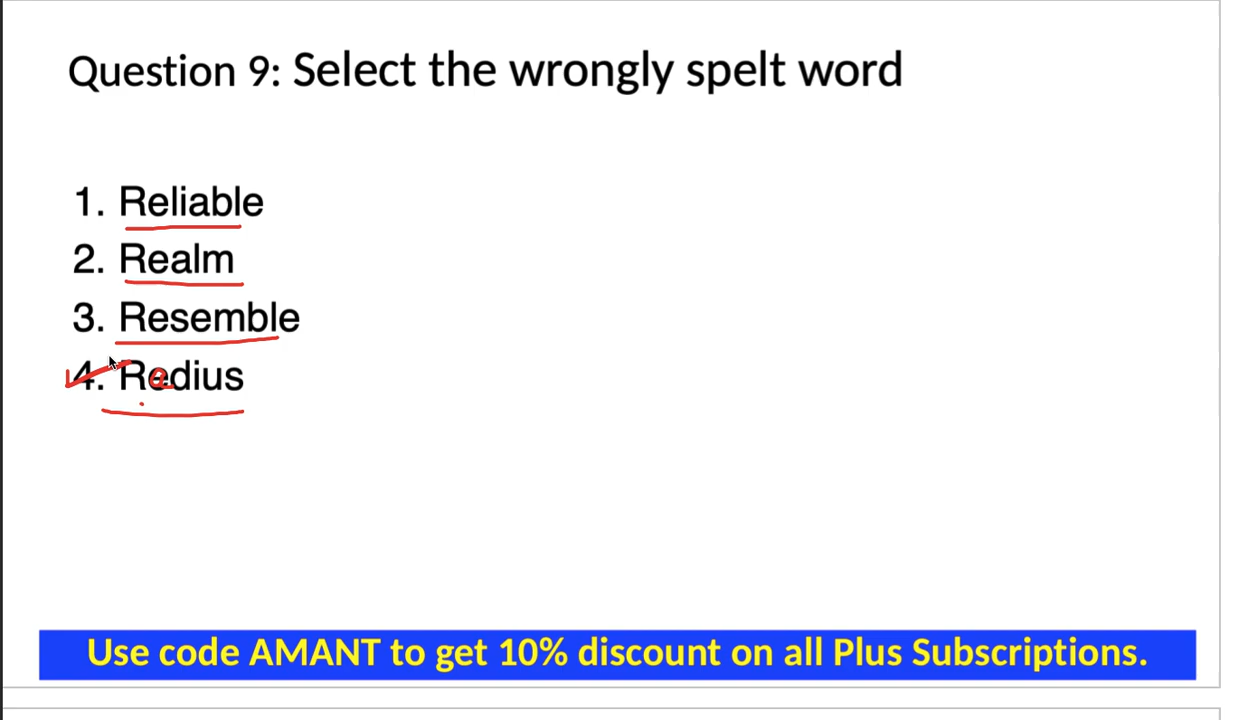 Question 9: Select the wrongly spelt word
1. Reliable
2. Realm
3. Resemble
4. Redius
a
Use code AMANT to get 10% discount on all Plus Subscriptions.